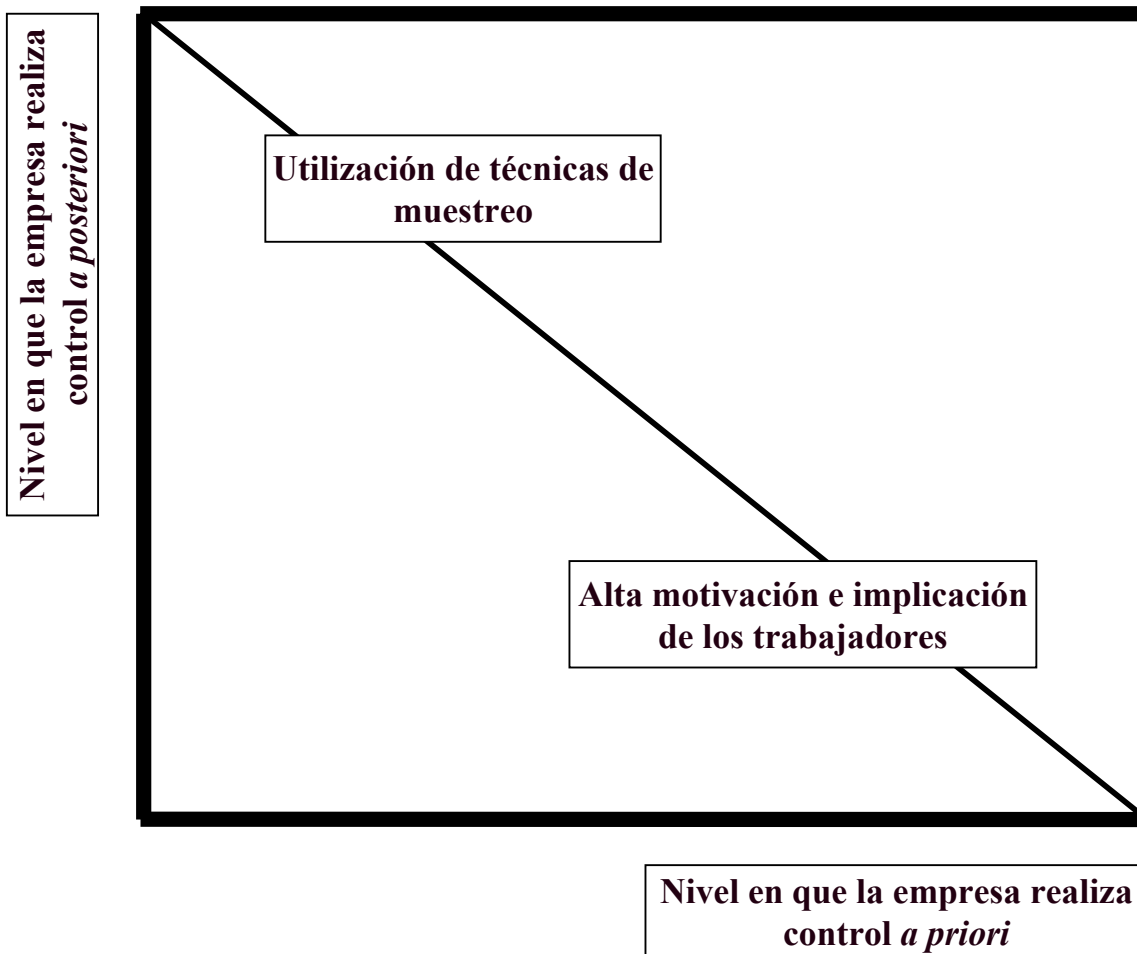 Nivel en que la empresa realiza
control a posteriori
Utilización de técnicas de
muestreo
Alta motivación e implicación
de los trabajadores
Nivel en que la empresa realiza
control a priori